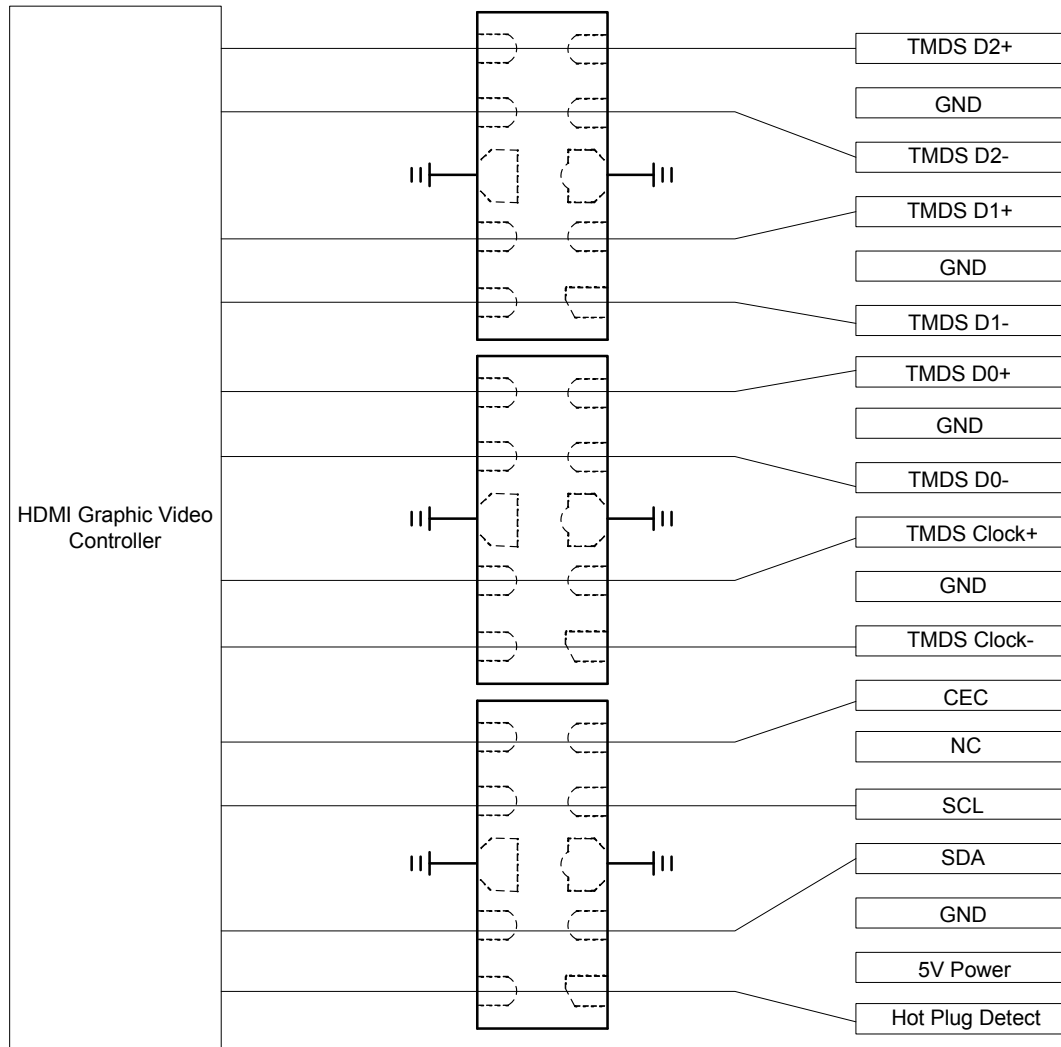 TMDS D2+
GND
TMDS D2-
TMDS D1+
GND
TMDS D1-
TMDS D0+
GND
TMDS D0-
HDMI Graphic Video
Controller
TMDS Clock+
GND
TMDS Clock-
CEC
NC
SCL
SDA
GND
5V Power
Hot Plug Detect